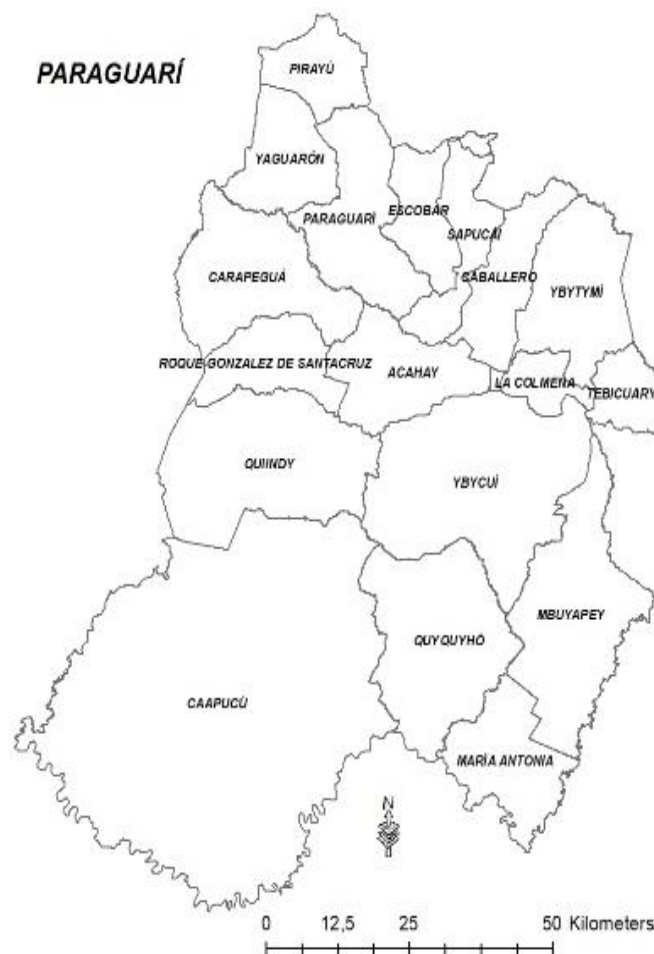 PARAGUARÍ
PIRAYÚ
YAGUARÓN
PARAGUARÍ
ESCOBAR
SAPUCAÍ
CARAPEGUÁ
CABALLERO
YBYTYMÍ
ROQUE GONZALEZ DE SANTACRUZ
ACAHAY
LA COLMENA
TEBICUARY
QUIINDY
YBYCUÍ
MBUYAPEY
QUYQUYHÓ
CAAPUCÚ
MARÍA ANTONIA
N
0 12,5 25 50 Kilometers